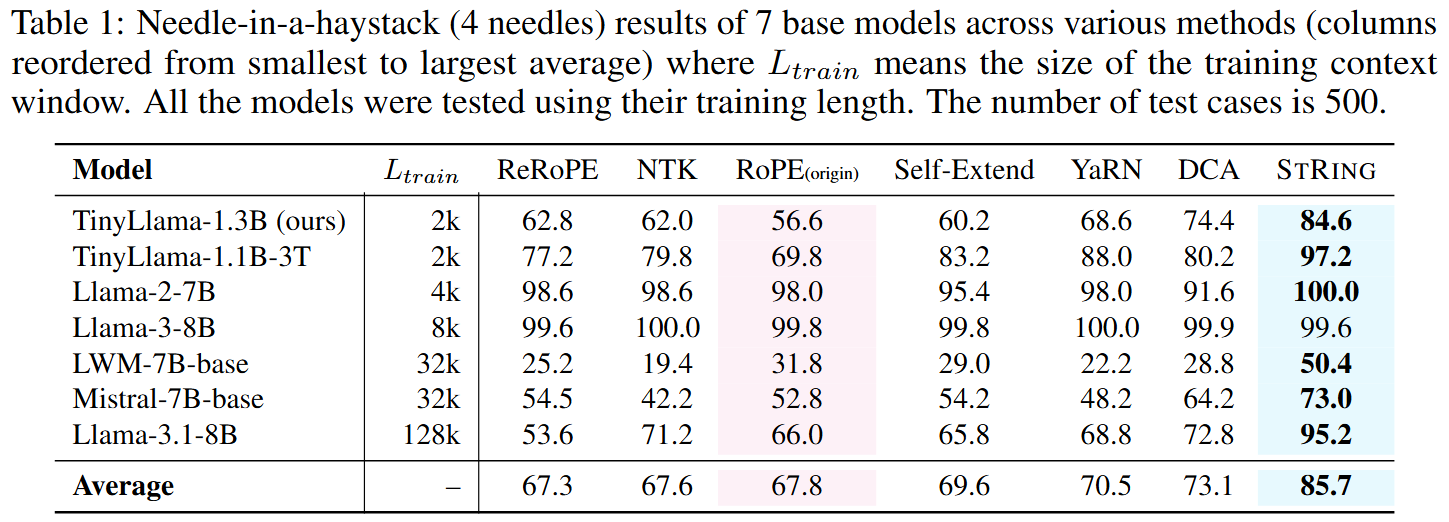 Table 1: Needle-in-a-haystack (4 needles) results of 7 base models across various methods (columns
reordered from smallest to largest average) where L_train means the size of the training context
window. All the models were tested using their training length. The number of test cases is 500.
Model L_train ReRoPE NTK RoPE(origin) Self-Extend YaRN DCA STRING
TinyLlama-1.3B (ours) 2k 62.8 62.0 56.6 60.2 68.6 74.4 84.6
TinyLlama-1.1B-3T 2k 77.2 79.8 69.8 83.2 88.0 80.2 97.2
Llama-2-7B 4k 98.6 98.6 98.0 95.4 98.0 91.6 100.0
Llama-3-8B 8k 99.6 100.0 99.8 99.8 100.0 99.9 99.6
LWM-7B-base 32k 25.2 19.4 31.8 29.0 22.2 28.8 50.4
Mistral-7B-base 32k 54.5 42.2 52.8 54.2 48.2 64.2 73.0
Llama-3.1-8B 128k 53.6 71.2 66.0 65.8 68.8 72.8 95.2
Average – 67.3 67.6 67.8 69.6 70.5 73.1 85.7